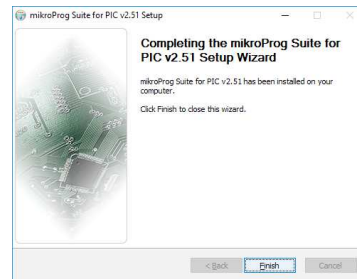 mikroProg Suite for PIC v2.51 Setup
Completing the mikroProg Suite for
PIC v2.51 Setup Wizard
mikroProg Suite for PIC v2.51 has been installed on your
computer.
Click Finish to close this wizard.
< Back Finish Cancel